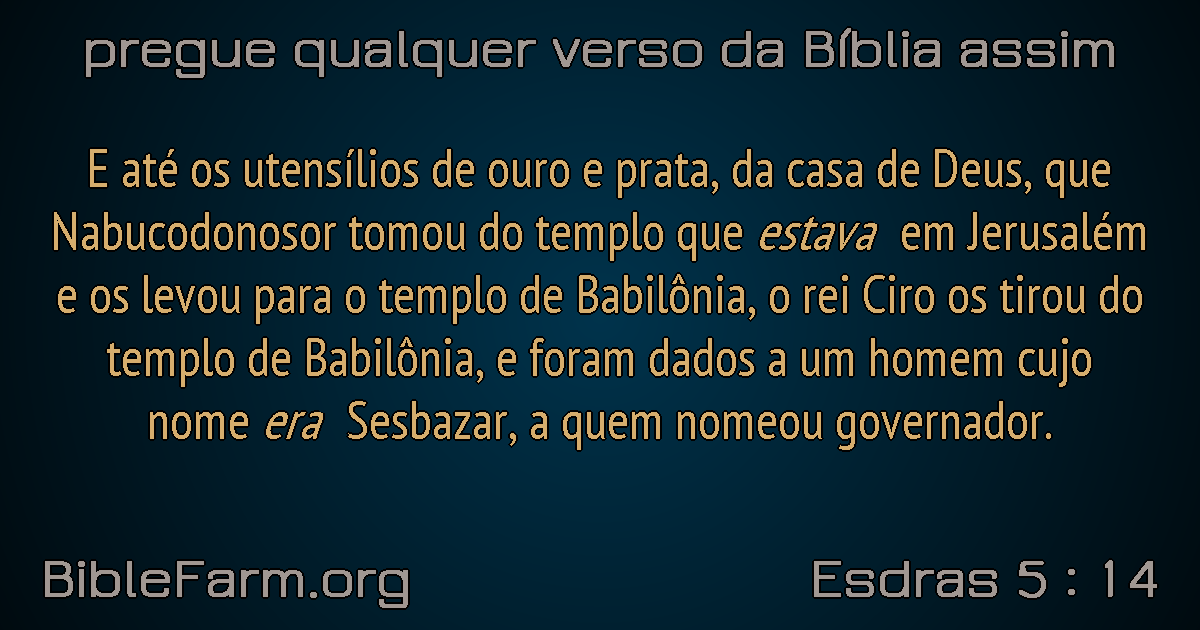 pregue qualquer verso da Bíblia assim
E até os utensílios de ouro e prata, da casa de Deus, que
Nabucodonosor tomou do templo que estava em Jerusalém
e os levou para o templo de Babilônia, o rei Ciro os tirou do
templo de Babilônia, e foram dados a um homem cujo
nome era Sesbazar, a quem nomeou governador.
BibleFarm.org
Esdras 5 : 14